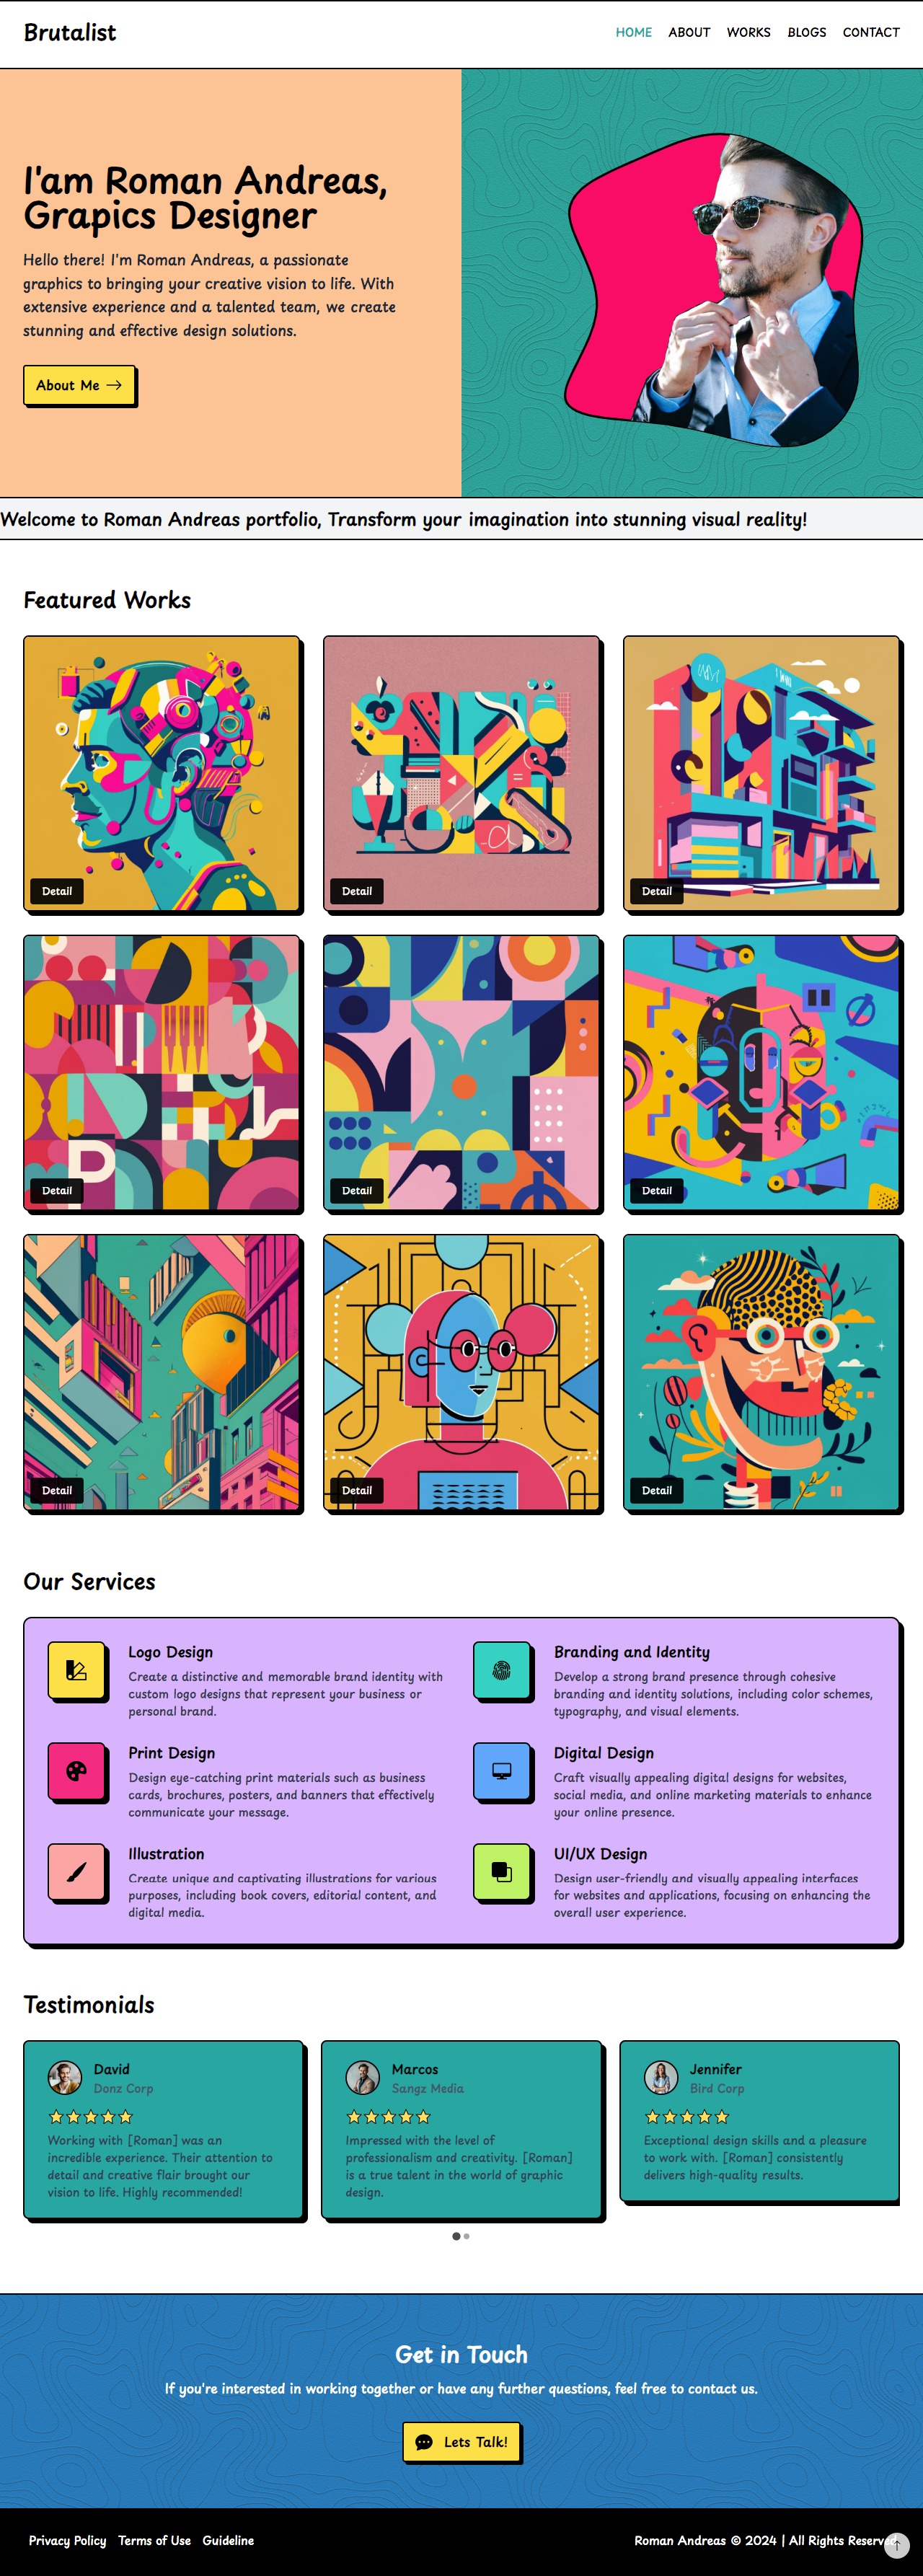 Brutalist
HOME ABOUT WORKS BLOGS CONTACT
I'am Roman Andreas,
Grapics Designer
Hello there! I'm Roman Andreas, a passionate
graphics to bringing your creative vision to life. With
extensive experience and a talented team, we create
stunning and effective design solutions.
About Me →
Welcome to Roman Andreas portfolio, Transform your imagination into stunning visual reality!
Featured Works
Detail
Detail
Detail
Detail
Detail
Detail
Detail
Detail
Detail
Our Services
Logo Design
Create a distinctive and memorable brand identity with
custom logo designs that represent your business or
personal brand.
Branding and Identity
Develop a strong brand presence through cohesive
branding and identity solutions, including color schemes,
typography, and visual elements.
Print Design
Design eye-catching print materials such as business
cards, brochures, posters, and banners that effectively
communicate your message.
Digital Design
Craft visually appealing digital designs for websites,
social media, and online marketing materials to enhance
your online presence.
Illustration
Create unique and captivating illustrations for various
purposes, including book covers, editorial content, and
digital media.
UI/UX Design
Design user-friendly and visually appealing interfaces
for websites and applications, focusing on enhancing the
overall user experience.
Testimonials
David
Donz Corp
Working with [Roman] was an
incredible experience. Their attention to
detail and creative flair brought our
vision to life. Highly recommended!
Marcos
Sangz Media
Impressed with the level of
professionalism and creativity. [Roman]
is a true talent in the world of graphic
design.
Jennifer
Bird Corp
Exceptional design skills and a pleasure
to work with. [Roman] consistently
delivers high-quality results.
Get in Touch
If you're interested in working together or have any further questions, feel free to contact us.
Lets Talk!
Privacy Policy Terms of Use Guideline
Roman Andreas © 2024 | All Rights Reserved